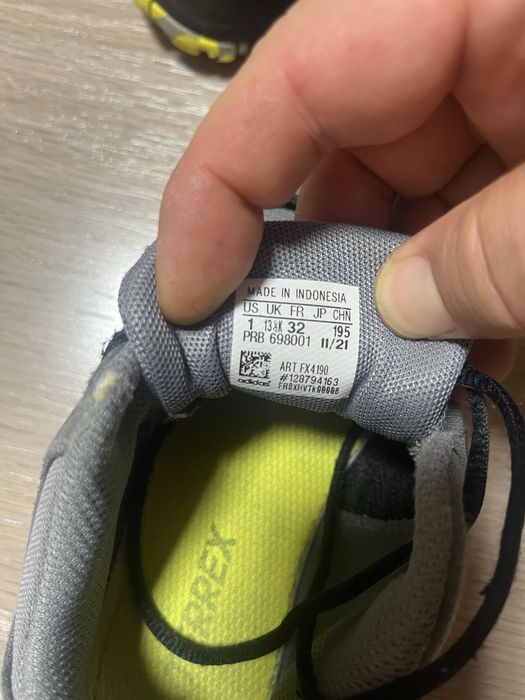 MADE IN INDONESIA
US UK FR JP CHN
1 13½K 32 195
PRB 698001 11/21
ART FX4190
#128794163
adidas
RREX